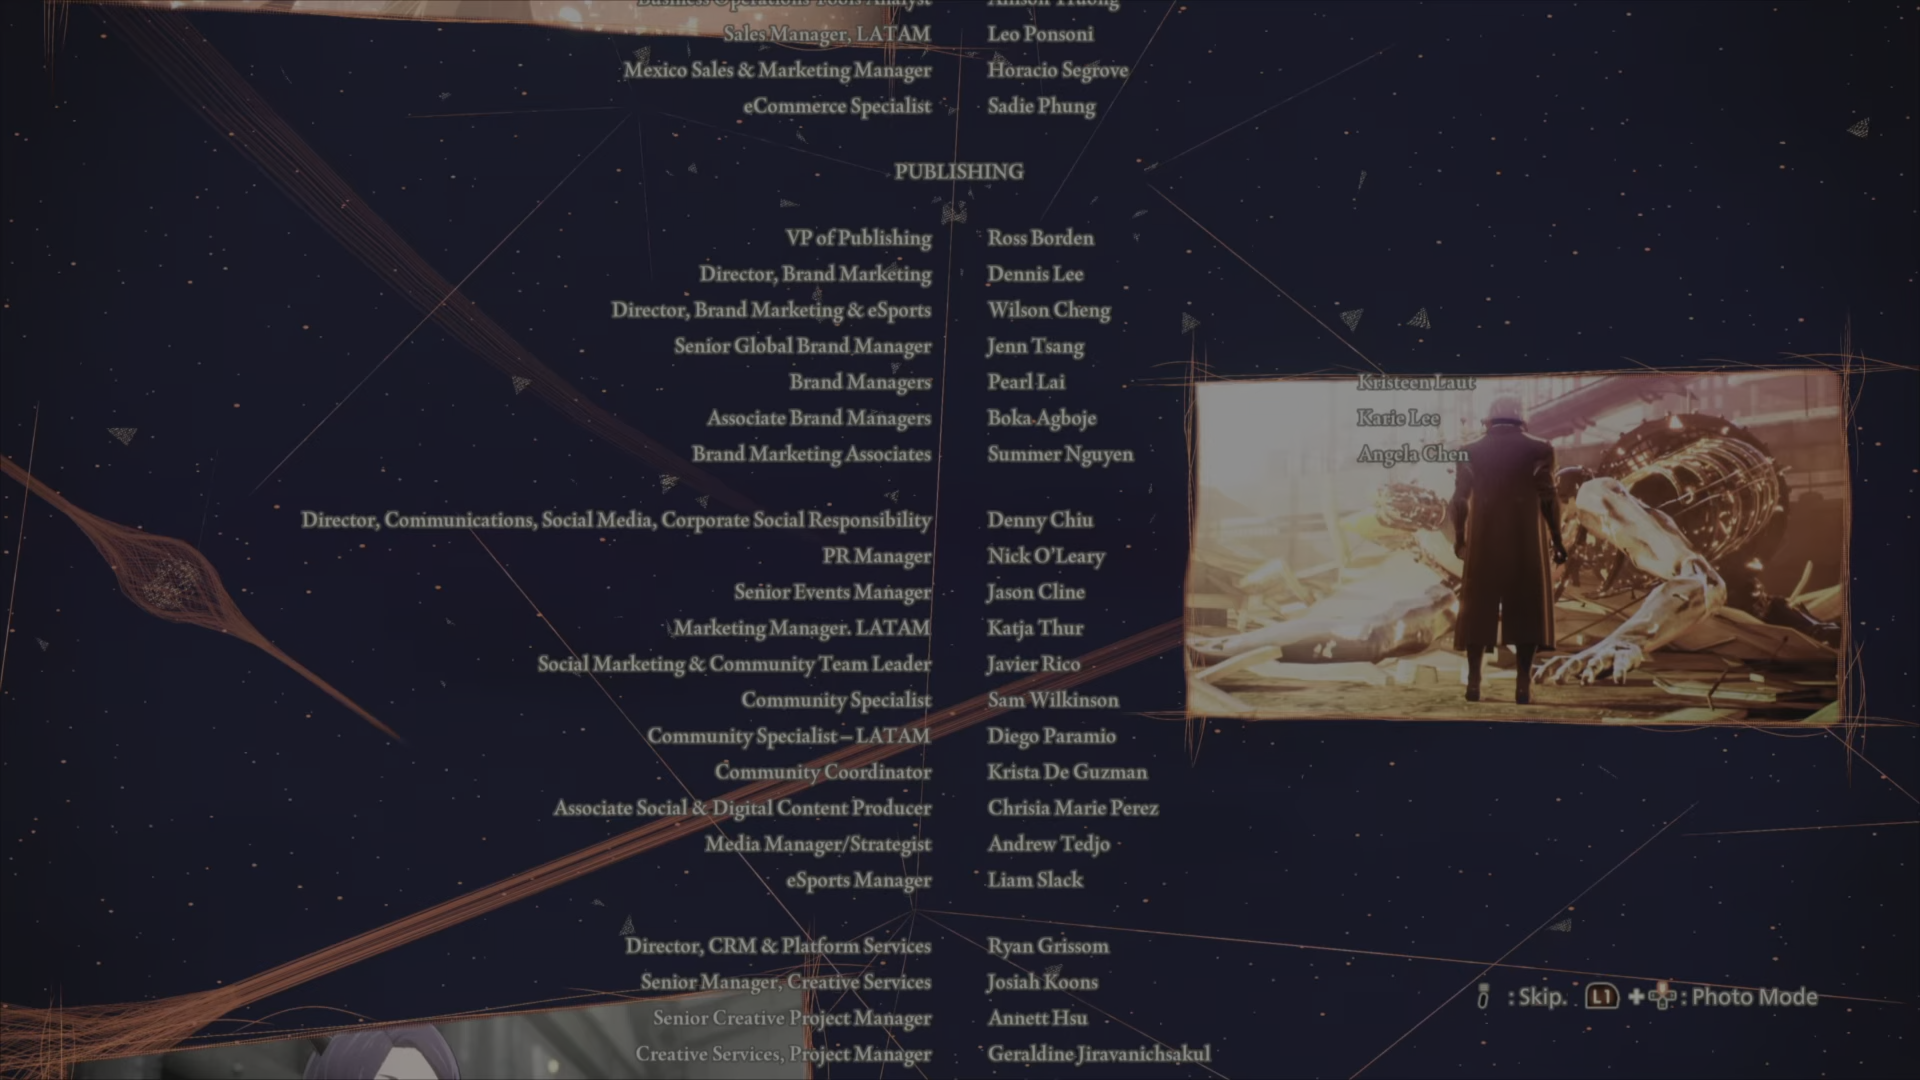 Business Operations Tools Analyst Allison Truong
Sales Manager, LATAM Leo Ponsoni
Mexico Sales & Marketing Manager Horacio Segrove
eCommerce Specialist Sadie Phung
PUBLISHING
VP of Publishing Ross Borden
Director, Brand Marketing Dennis Lee
Director, Brand Marketing & eSports Wilson Cheng
Senior Global Brand Manager Jenn Tsang
Brand Managers Pearl Lai Kristeen Laut
Associate Brand Managers Boka Agboje Karie Lee
Brand Marketing Associates Summer Nguyen Angela Chen
Director, Communications, Social Media, Corporate Social Responsibility Denny Chiu
PR Manager Nick O'Leary
Senior Events Manager Jason Cline
Marketing Manager. LATAM Katja Thur
Social Marketing & Community Team Leader Javier Rico
Community Specialist Sam Wilkinson
Community Specialist – LATAM Diego Paramio
Community Coordinator Krista De Guzman
Associate Social & Digital Content Producer Chrisia Marie Perez
Media Manager/Strategist Andrew Tedjo
eSports Manager Liam Slack
Director, CRM & Platform Services Ryan Grissom
Senior Manager, Creative Services Josiah Koons
Senior Creative Project Manager Annett Hsu
Creative Services, Project Manager Geraldine Jiravanichsakul
: Skip. L1 + : Photo Mode